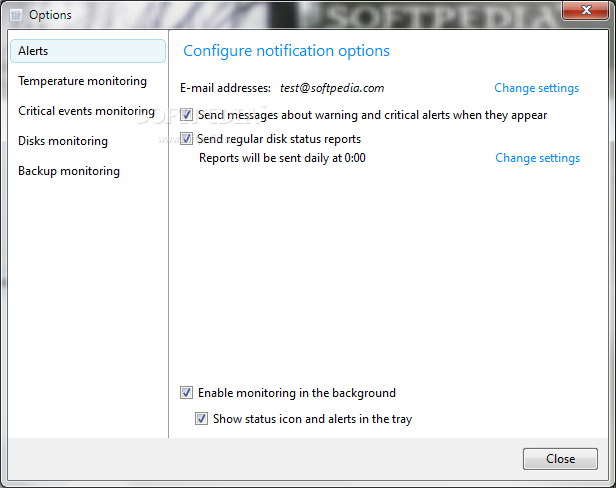 Options
SOFTPEDIA
Alerts
Temperature monitoring
Critical events monitoring
Disks monitoring
Backup monitoring
Configure notification options
E-mail addresses: test@softpedia.com Change settings
Send messages about warning and critical alerts when they appear
Send regular disk status reports
Reports will be sent daily at 0:00 Change settings
SOFTPEDIA
Enable monitoring in the background
Show status icon and alerts in the tray
Close